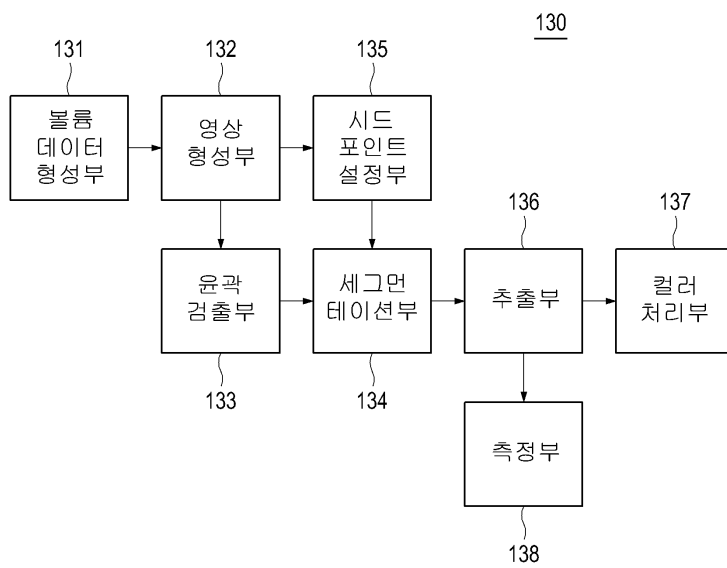 130
131
132
135
볼륨
데이터
형성부
영상
형성부
시드
포인트
설정부
136
137
윤곽
검출부
세그먼
테이션부
추출부
컬러
처리부
133
134
측정부
138